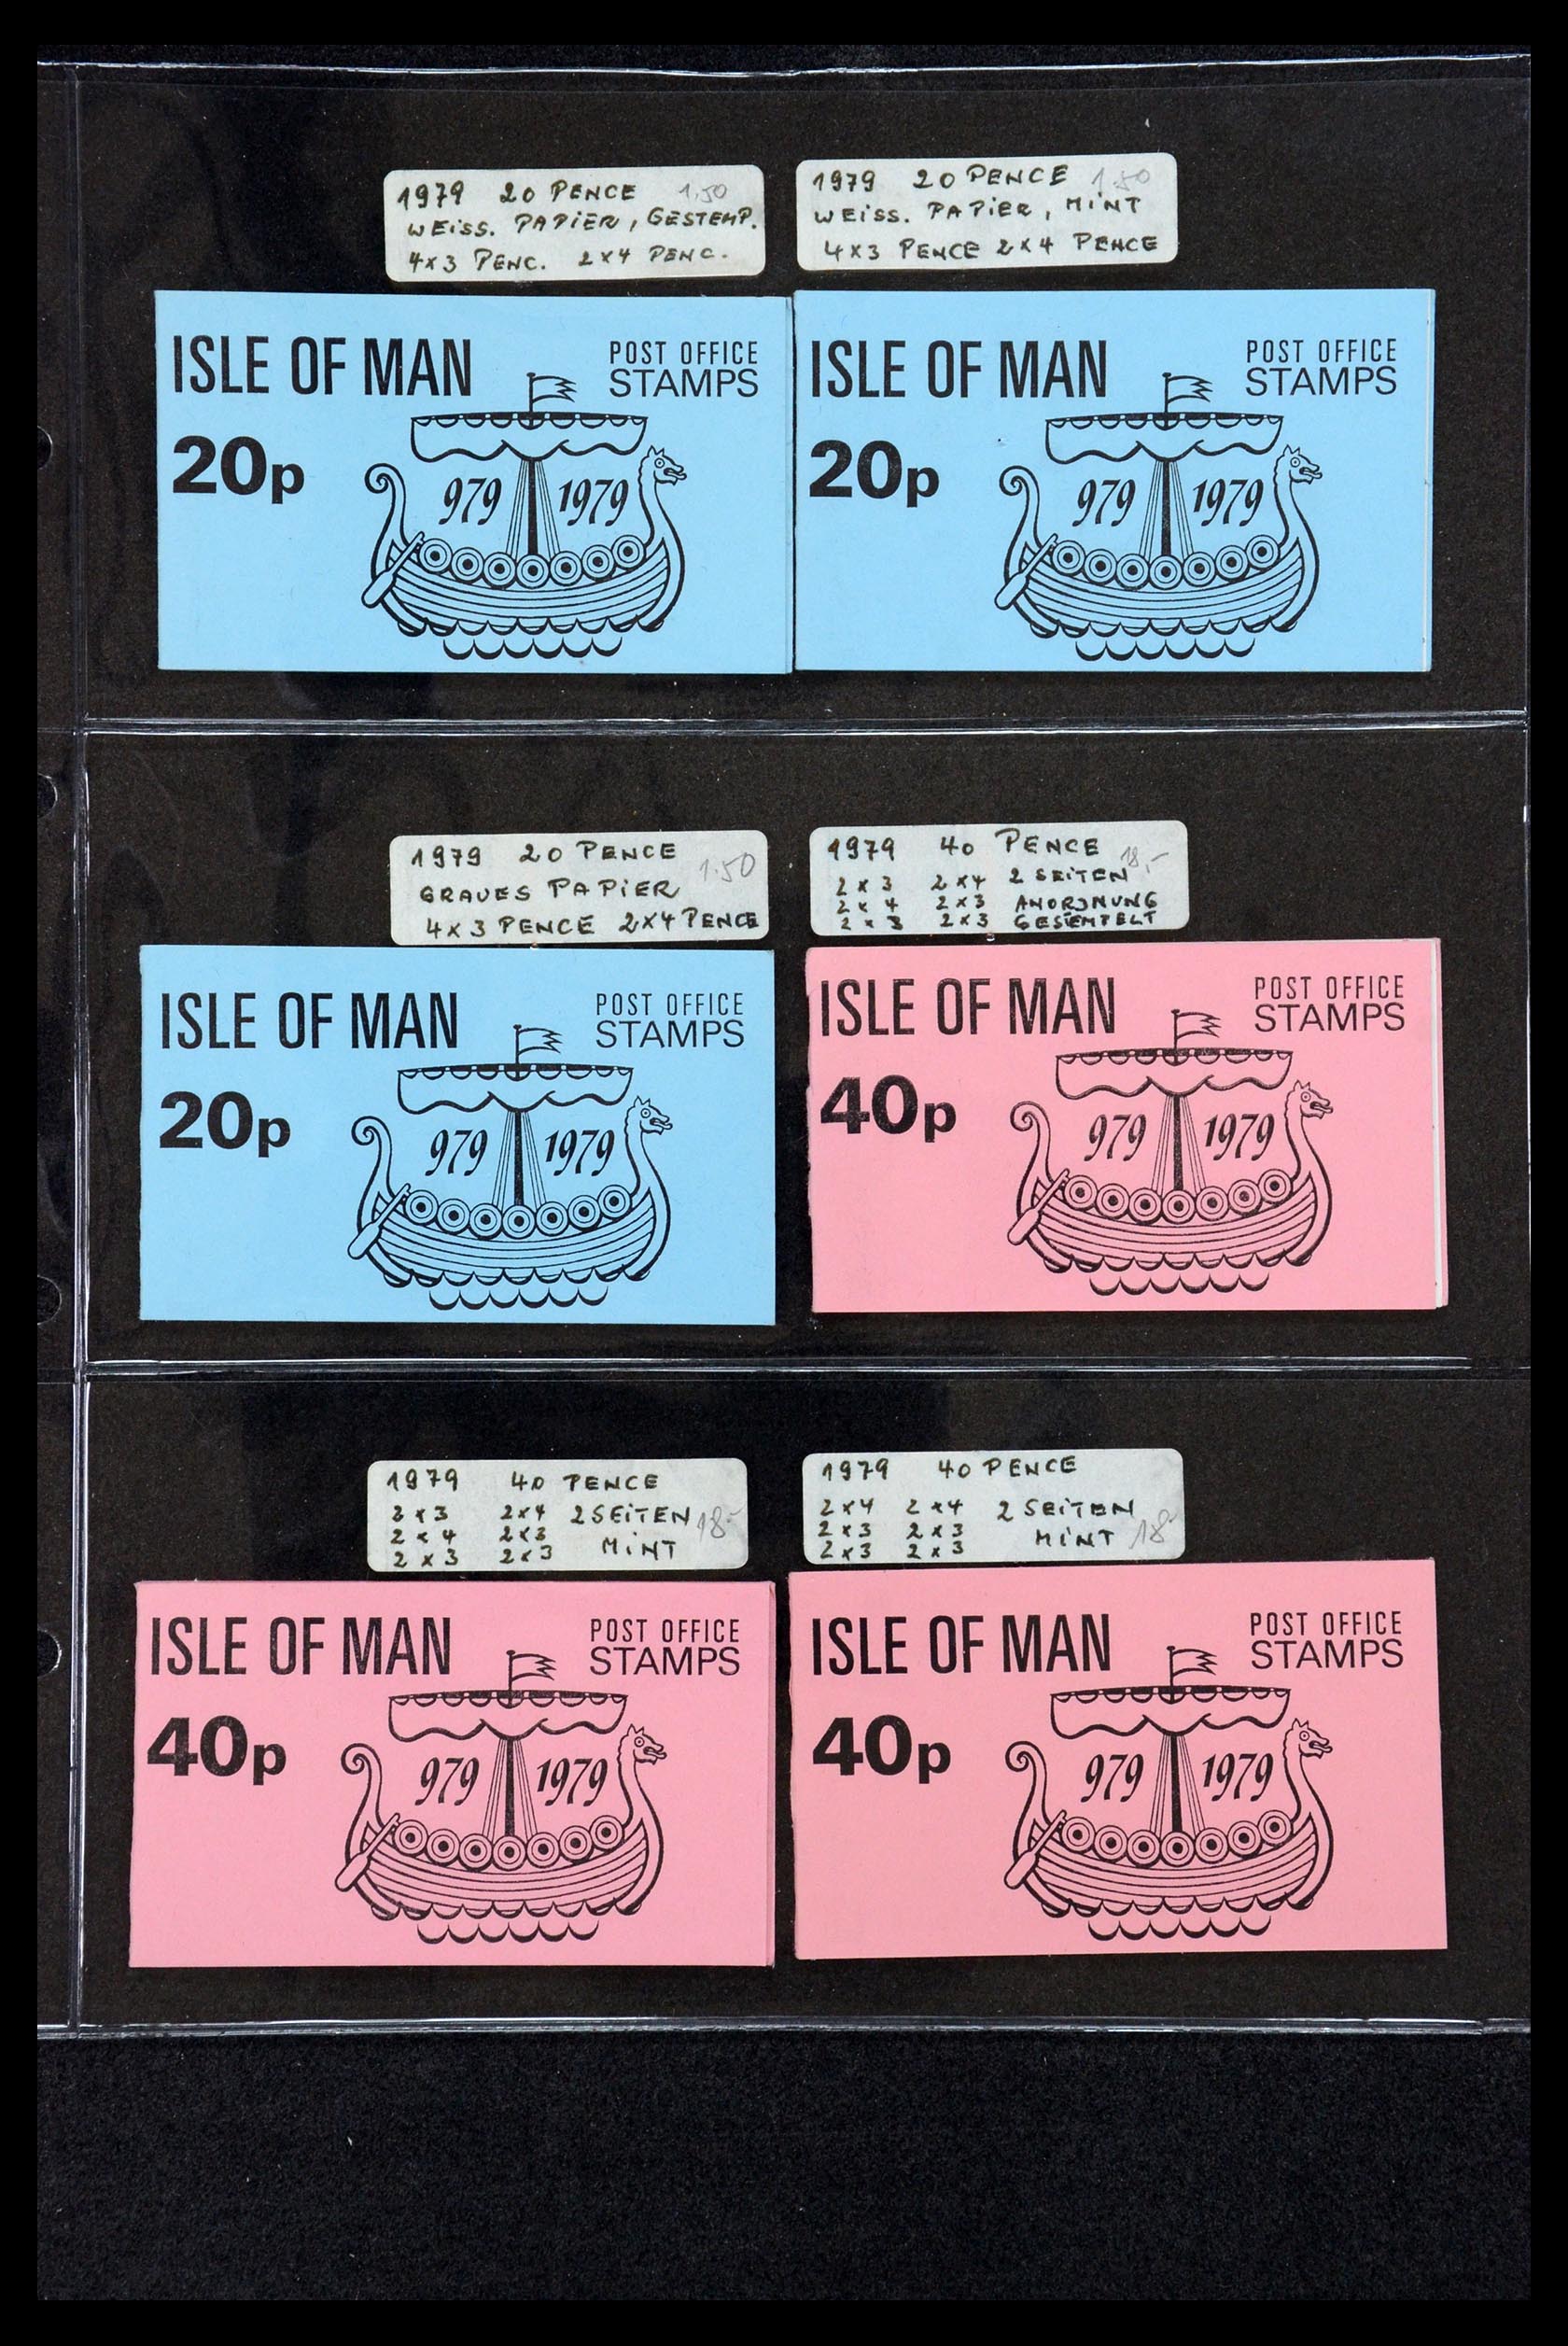 1979 20 PENCE 1,50
WEISS. PAPIER, GESTEMP.
4x3 PENC. 2x4 PENC.
1979 20 PENCE 1.50
WEISS. PAPIER, MINT
4x3 PENCE 2x4 PENCE
ISLE OF MAN
POST OFFICE
STAMPS
20p
979 1979
ISLE OF MAN
POST OFFICE
STAMPS
20p
979 1979
1979 20 PENCE
1.50
GRAUES PAPIER
4x3 PENCE 2x4 PENCE
1979 40 PENCE 18,-
2x3 2x4 2 SEITEN
2x4 2x3 ANORDNUNG
2x3 2x3 GESTEMPELT
ISLE OF MAN
POST OFFICE
STAMPS
20p
979 1979
ISLE OF MAN
POST OFFICE
STAMPS
40p
979 1979
1979 40 PENCE
2x3 2x4 2 SEITEN 18-
2x4 2x3 MINT
2x3 2x3
1979 40 PENCE
2x4 2x4 2 SEITEN
2x3 2x3 MINT 18-
2x3 2x3
ISLE OF MAN
POST OFFICE
STAMPS
40p
979 1979
ISLE OF MAN
POST OFFICE
STAMPS
40p
979 1979